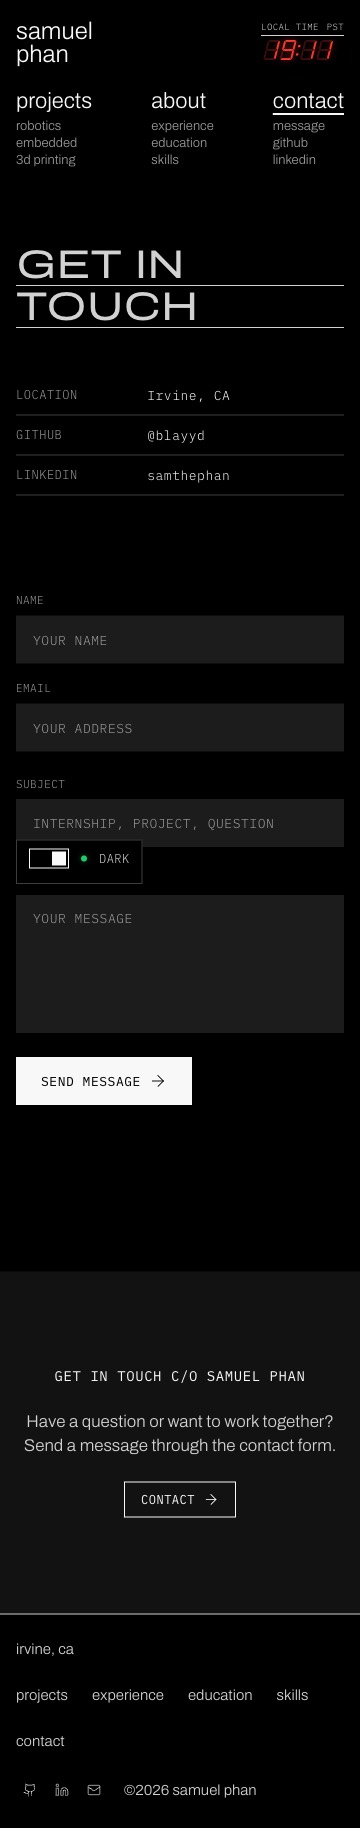 samuel
phan
LOCAL TIME PST
19:11
projects
robotics
embedded
3d printing
about
experience
education
skills
contact
message
github
linkedin
GET IN
TOUCH
LOCATION Irvine, CA
GITHUB @blayyd
LINKEDIN samthephan
NAME
YOUR NAME
EMAIL
YOUR ADDRESS
SUBJECT
INTERNSHIP, PROJECT, QUESTION
DARK
YOUR MESSAGE
SEND MESSAGE
GET IN TOUCH C/O SAMUEL PHAN
Have a question or want to work together?
Send a message through the contact form.
CONTACT
irvine, ca
projects experience education skills
contact
©2026 samuel phan